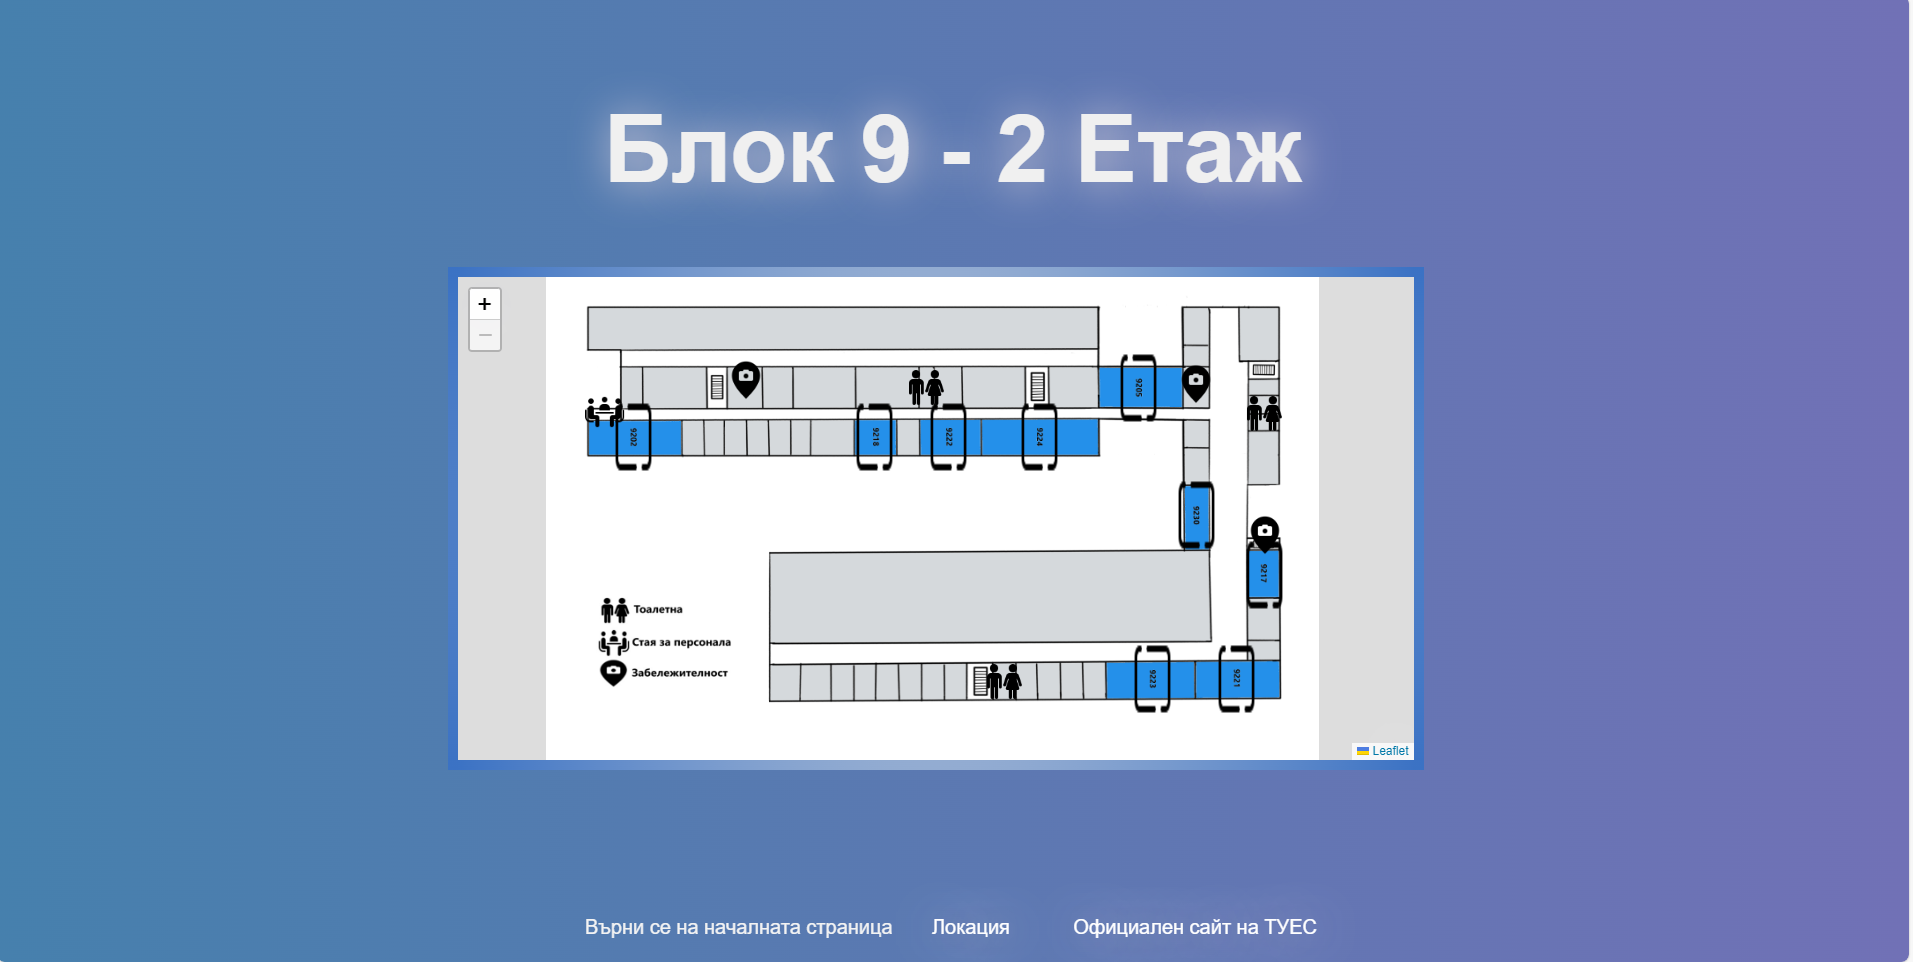 Блок 9 - 2 Етаж
+
−
9205
9202
9218
9222
9224
9230
9217
Тоалетна
Стая за персонала
Забележителност
9223
9221
Leaflet
Върни се на началната страница
Локация
Официален сайт на ТУЕС